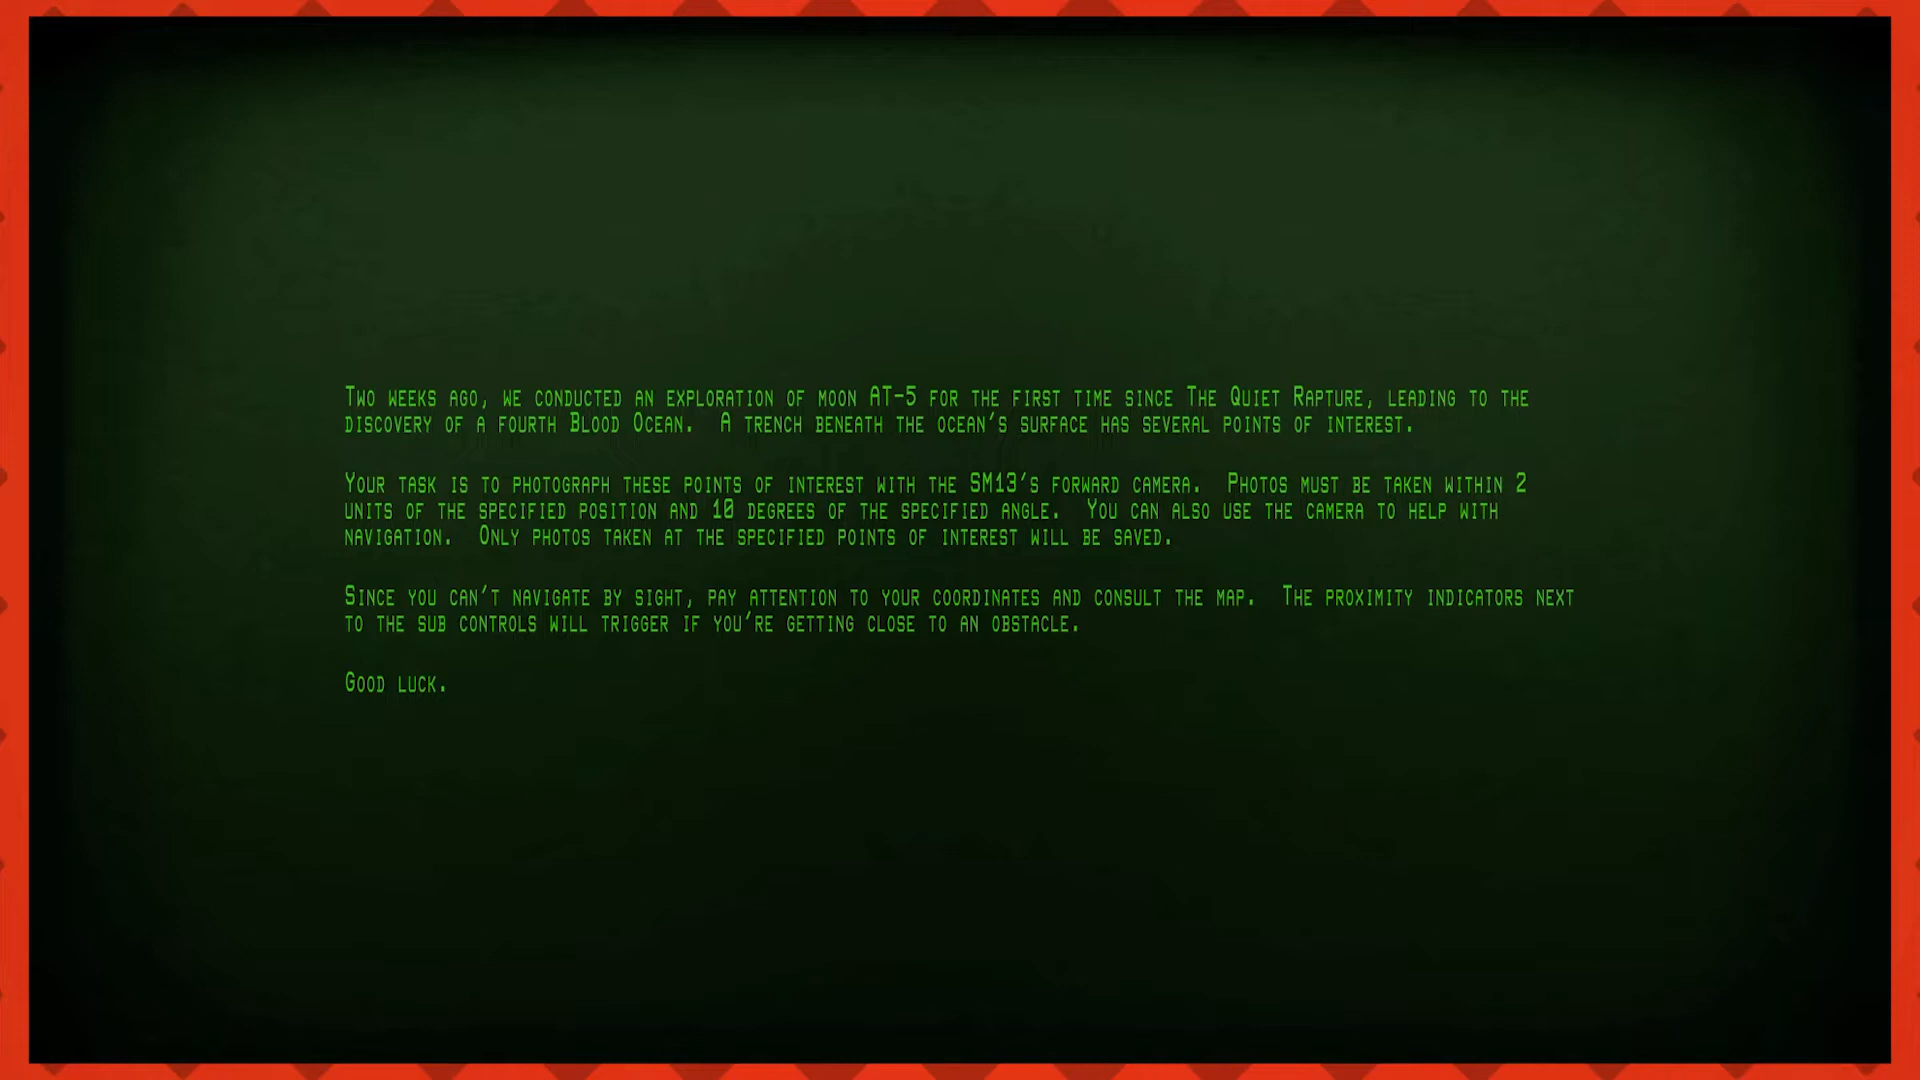 Two weeks ago, we conducted an exploration of moon AT-5 for the first time since The Quiet Rapture, leading to the
discovery of a fourth Blood Ocean.  A trench beneath the ocean's surface has several points of interest.
Your task is to photograph these points of interest with the SM13's forward camera.  Photos must be taken within 2
units of the specified position and 10 degrees of the specified angle.  You can also use the camera to help with
navigation.  Only photos taken at the specified points of interest will be saved.
Since you can't navigate by sight, pay attention to your coordinates and consult the map.  The proximity indicators next
to the sub controls will trigger if you're getting close to an obstacle.
Good luck.